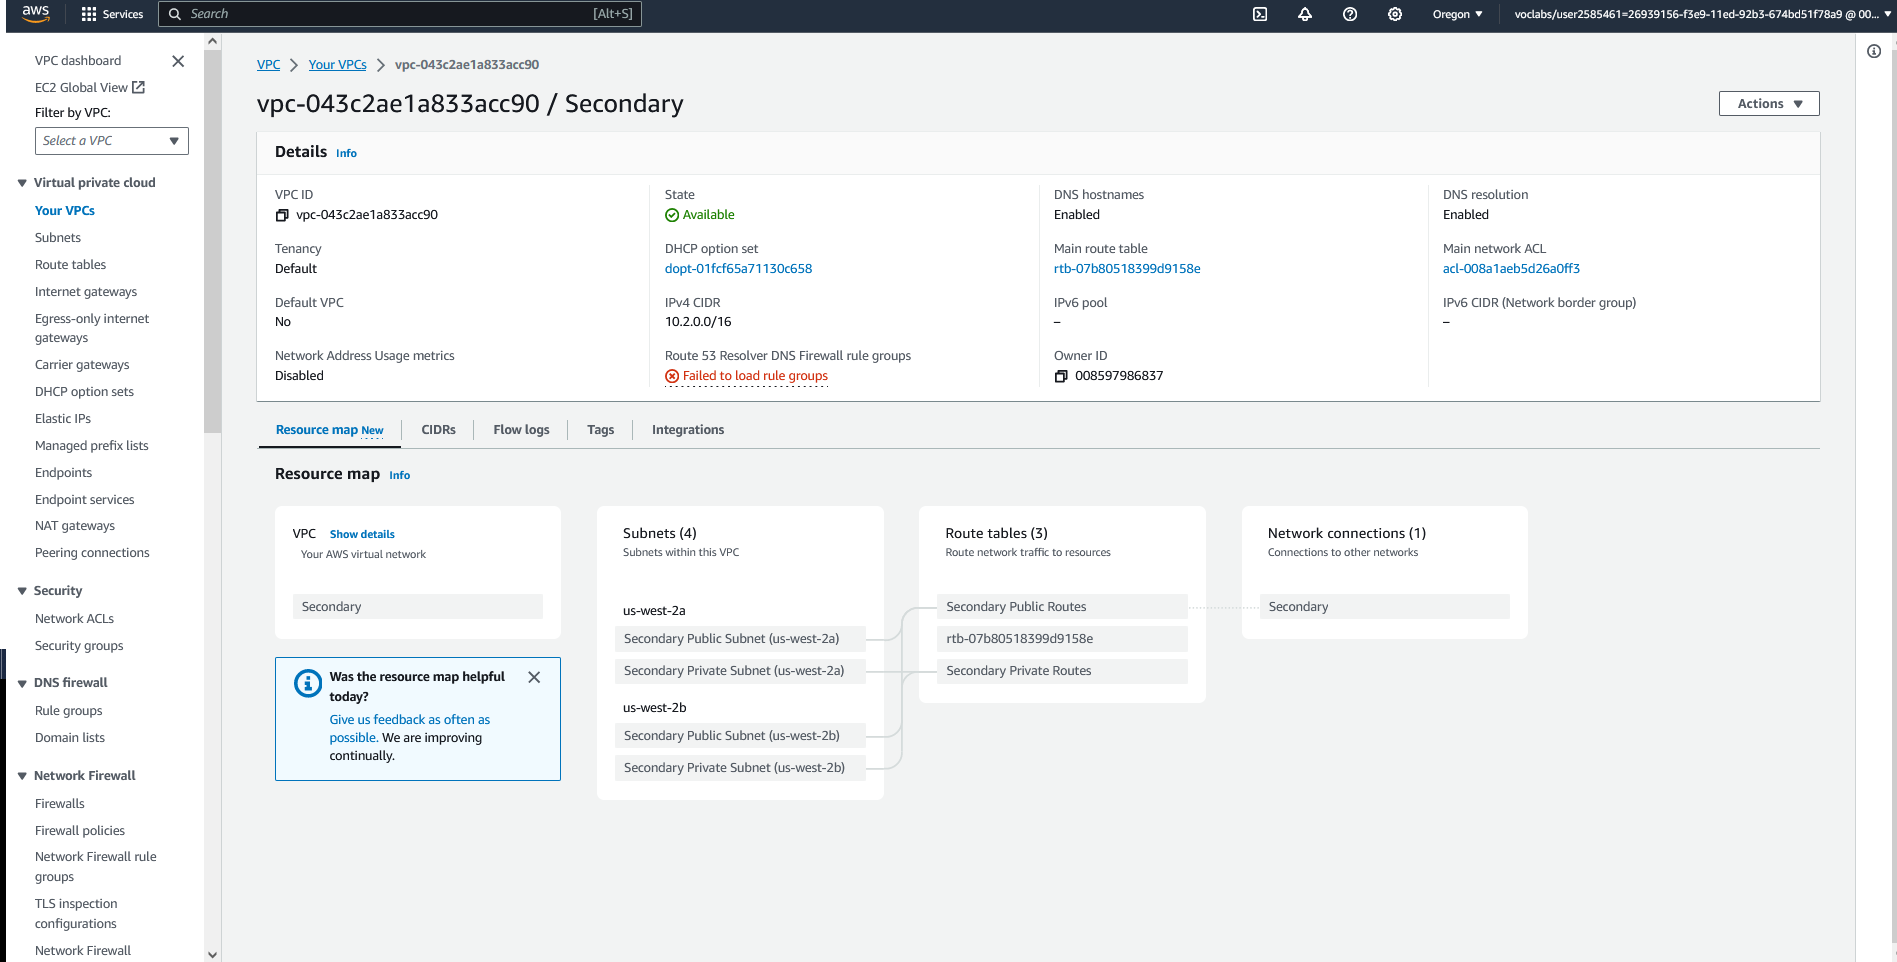 aws
Services
Search
[Alt+S]
Oregon
voclabs/user2585461=26939156-f3e9-11ed-92b3-674bd51f78a9 @ 00...
VPC dashboard
EC2 Global View
Filter by VPC:
Select a VPC
Virtual private cloud
Your VPCs
Subnets
Route tables
Internet gateways
Egress-only internet
gateways
Carrier gateways
DHCP option sets
Elastic IPs
Managed prefix lists
Endpoints
Endpoint services
NAT gateways
Peering connections
Security
Network ACLs
Security groups
DNS firewall
Rule groups
Domain lists
Network Firewall
Firewalls
Firewall policies
Network Firewall rule
groups
TLS inspection
configurations
Network Firewall
VPC
Your VPCs
vpc-043c2ae1a833acc90
vpc-043c2ae1a833acc90 / Secondary
Actions
Details Info
VPC ID
vpc-043c2ae1a833acc90
State
Available
DNS hostnames
Enabled
DNS resolution
Enabled
Tenancy
Default
DHCP option set
dopt-01fcf65a71130c658
Main route table
rtb-07b80518399d9158e
Main network ACL
acl-008a1aeb5d26a0ff3
Default VPC
No
IPv4 CIDR
10.2.0.0/16
IPv6 pool
–
IPv6 CIDR (Network border group)
–
Network Address Usage metrics
Disabled
Route 53 Resolver DNS Firewall rule groups
Failed to load rule groups
Owner ID
008597986837
Resource map New
CIDRs
Flow logs
Tags
Integrations
Resource map Info
VPC Show details
Your AWS virtual network
Secondary
Was the resource map helpful
today?
Give us feedback as often as
possible. We are improving
continually.
Subnets (4)
Subnets within this VPC
us-west-2a
Secondary Public Subnet (us-west-2a)
Secondary Private Subnet (us-west-2a)
us-west-2b
Secondary Public Subnet (us-west-2b)
Secondary Private Subnet (us-west-2b)
Route tables (3)
Route network traffic to resources
Secondary Public Routes
rtb-07b80518399d9158e
Secondary Private Routes
Network connections (1)
Connections to other networks
Secondary